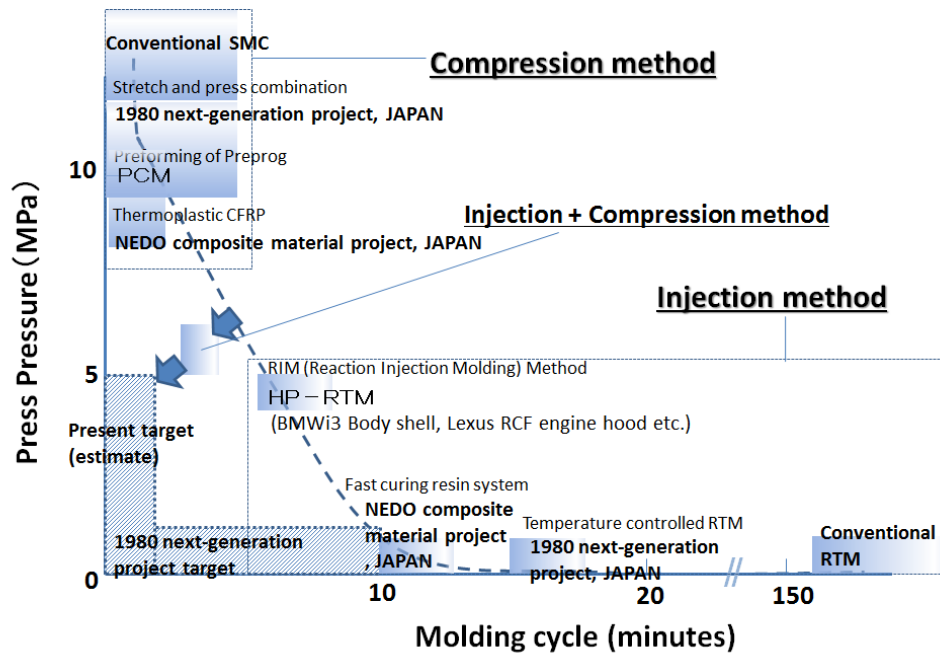 Conventional SMC
Compression method
Stretch and press combination
1980 next-generation project, JAPAN
Preforming of Preprog
10
PCM
Thermoplastic CFRP
NEDO composite material project, JAPAN
Injection + Compression method
Injection method
Press Pressure (MPa)
5
RIM (Reaction Injection Molding) Method
HP-RTM
(BMWi3 Body shell, Lexus RCF engine hood etc.)
Present target
(estimate)
Fast curing resin system
NEDO composite
material project
, JAPAN
Temperature controlled RTM
1980 next-generation
project, JAPAN
Conventional
RTM
1980 next-generation
project target
0
10
20
150
Molding cycle (minutes)